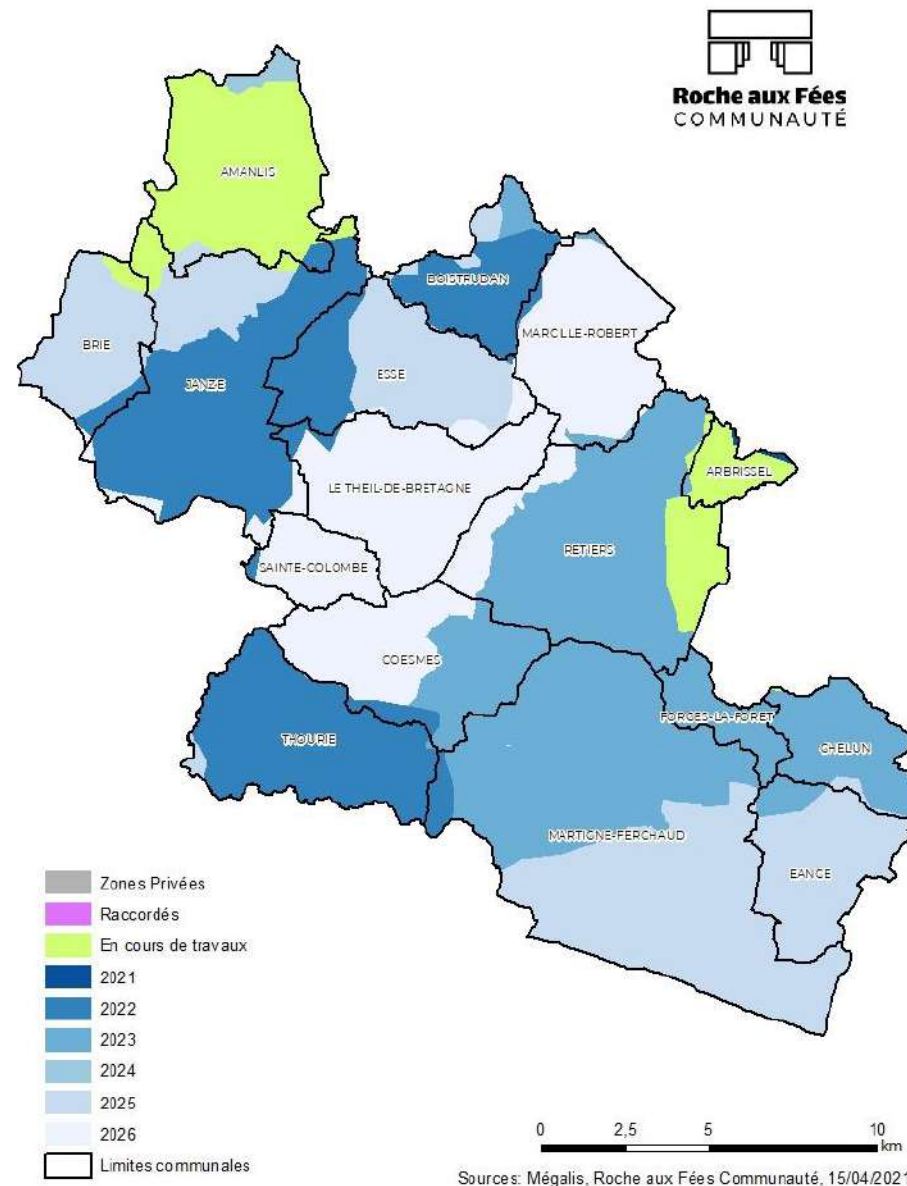 Roche aux Fées
COMMUNAUTÉ
AMANLIS
BOISTRUDAN
MARCILLE-ROBERT
BRIE
ESSE
JANZE
ARBRISSEL
LE THEIL-DE-BRETAGNE
RETIERS
SAINTE-COLOMBE
COESMES
FORGES-LA-FORET
THOURIE
CHELUN
MARTIGNE-FERCHAUD
EANCE
Zones Privées
Raccordés
En cours de travaux
2021
2022
2023
2024
2025
2026
Limites communales
0 2,5 5 10
km
Sources: Mégalis, Roche aux Fées Communauté, 15/04/2021